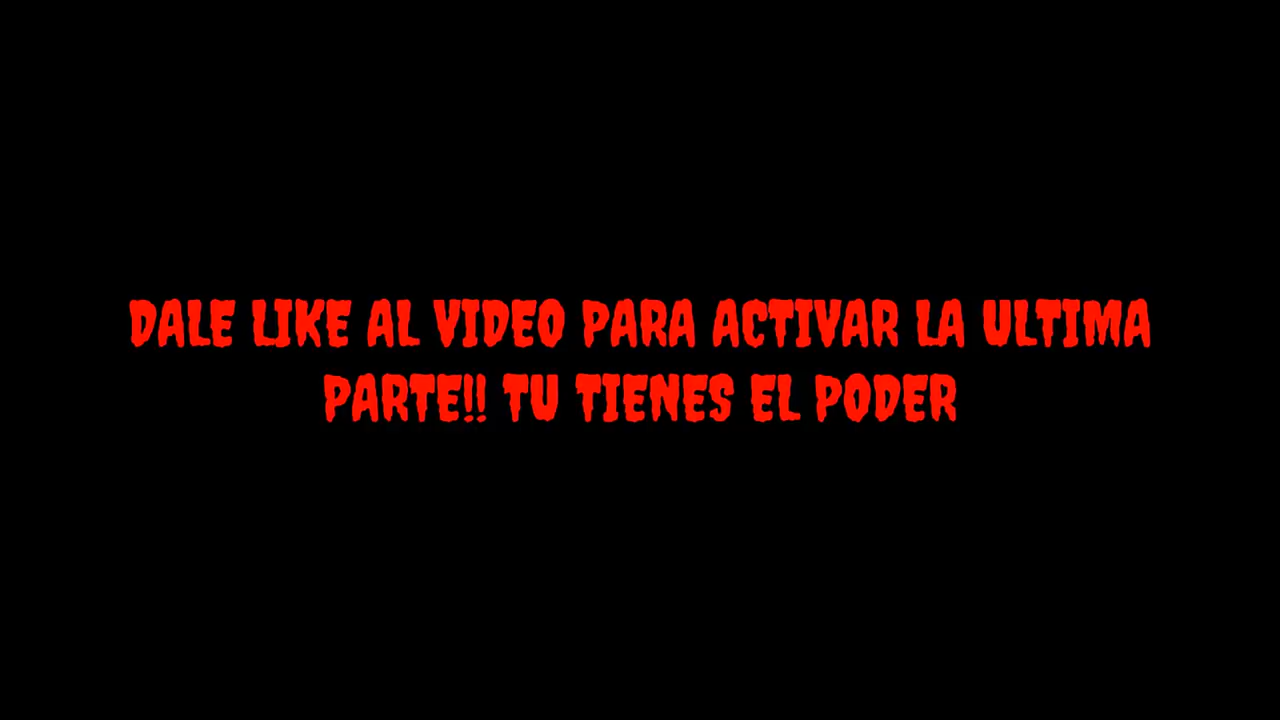 DALE LIKE AL VIDEO PARA ACTIVAR LA ULTIMA
PARTE!! TU TIENES EL PODER